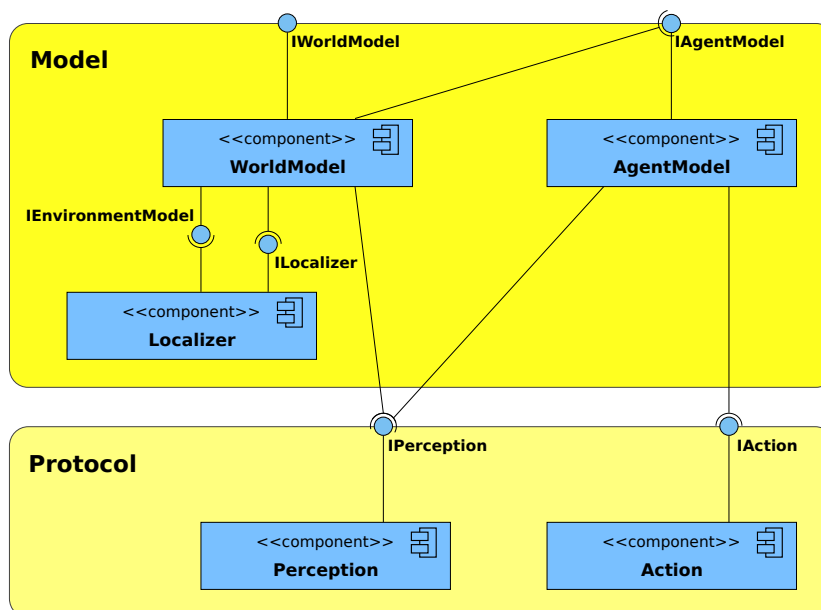 IWorldModel
IAgentModel
Model
<<component>>
WorldModel
<<component>>
AgentModel
IEnvironmentModel
ILocalizer
<<component>>
Localizer
IPerception
IAction
Protocol
<<component>>
Perception
<<component>>
Action